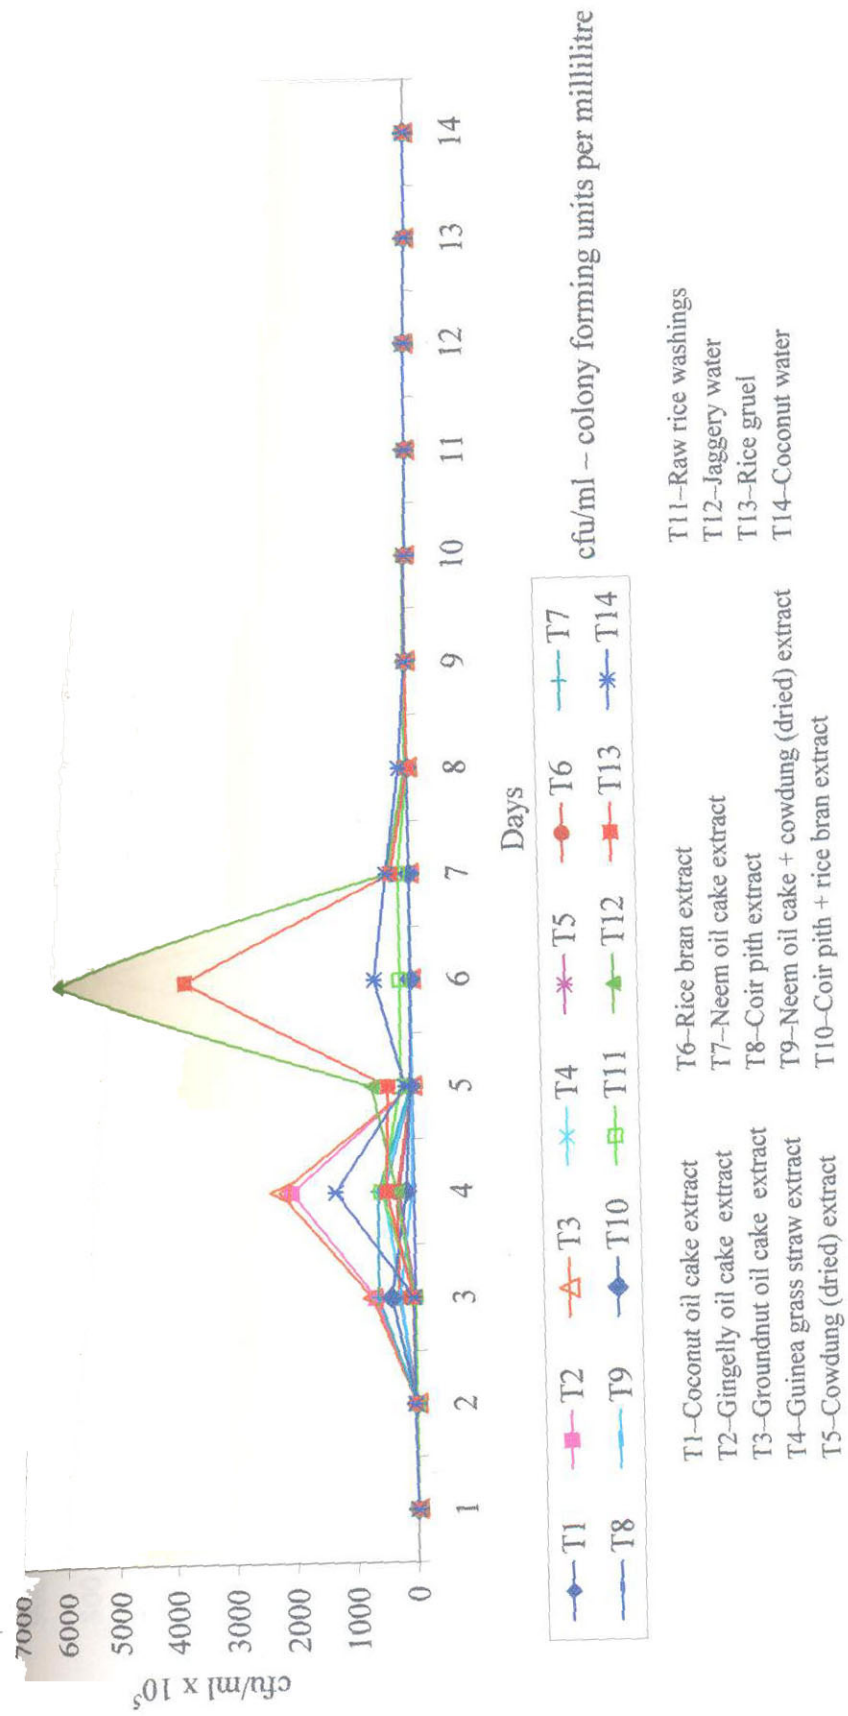 7000
6000
5000
4000
3000
2000
1000
0
cfu/ml x 10⁵
1 2 3 4 5 6 7 8 9 10 11 12 13 14
Days
T1 T2 T3 T4 T5 T6 T7
T8 T9 T10 T11 T12 T13 T14
cfu/ml – colony forming units per millilitre
T1–Coconut oil cake extract
T2–Gingelly oil cake extract
T3–Groundnut oil cake extract
T4–Guinea grass straw extract
T5–Cowdung (dried) extract
T6–Rice bran extract
T7–Neem oil cake extract
T8–Coir pith extract
T9–Neem oil cake + cowdung (dried) extract
T10–Coir pith + rice bran extract
T11–Raw rice washings
T12–Jaggery water
T13–Rice gruel
T14–Coconut water